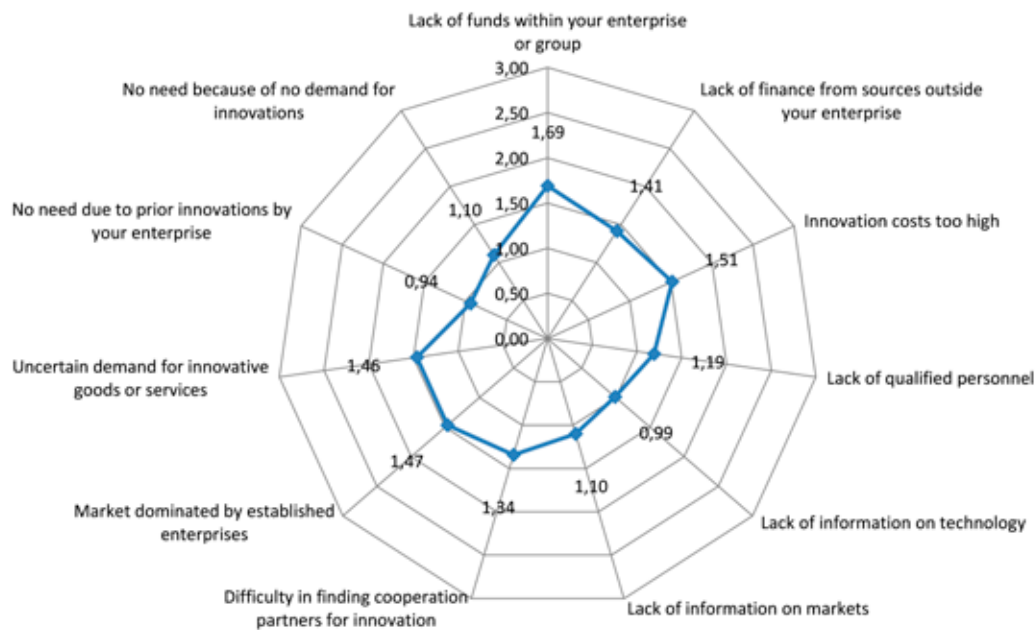 Lack of funds within your enterprise
or group
3,00
No need because of no demand for
innovations
Lack of finance from sources outside
your enterprise
2,50
1,69
2,00
1,41
1,10
1,50
No need due to prior innovations by
your enterprise
Innovation costs too high
1,00
1,51
0,94
0,50
0,00
Uncertain demand for innovative
goods or services
1,46
1,19
Lack of qualified personnel
0,99
1,47
1,10
1,34
Market dominated by established
enterprises
Lack of information on technology
Difficulty in finding cooperation
partners for innovation
Lack of information on markets